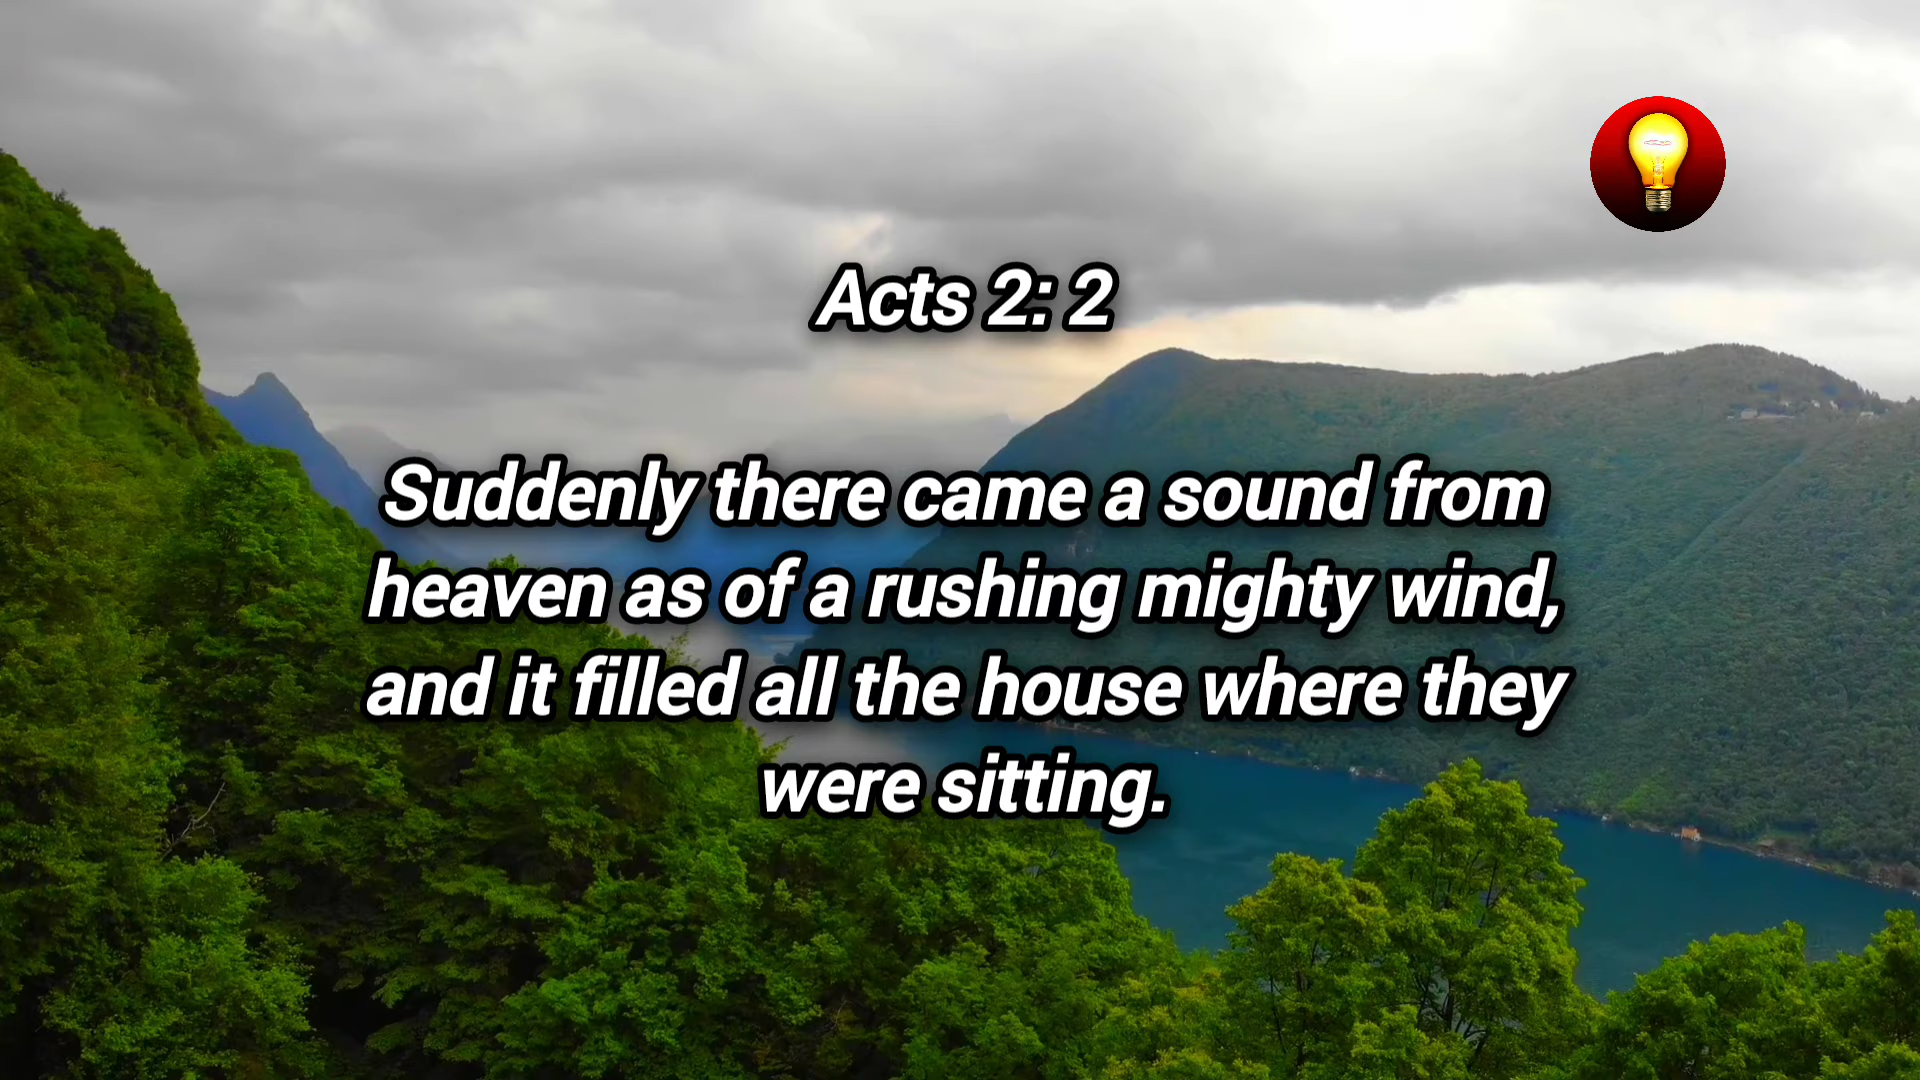 Acts 2: 2
Suddenly there came a sound from
heaven as of a rushing mighty wind,
and it filled all the house where they
were sitting.